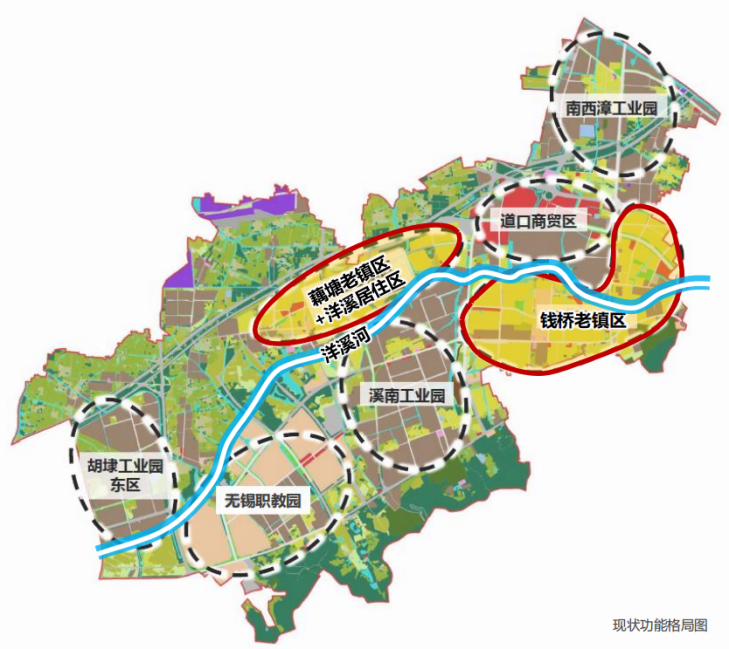 南西漳工业园
道口商贸区
藕塘老镇区
+洋溪居住区
钱桥老镇区
洋溪河
溪南工业园
胡埭工业园
东区
无锡职教园
现状功能格局图